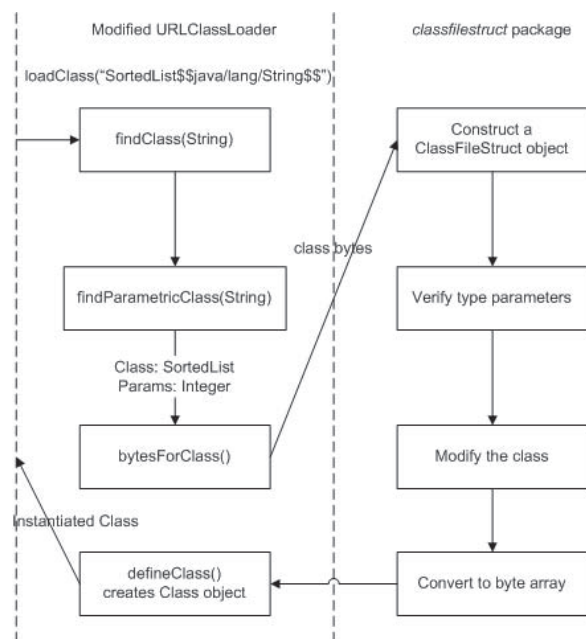 Modified URLClassLoader
classfilestruct package
loadClass("SortedList$$java/lang/String$$")
findClass(String)
Construct a
ClassFileStruct object
class bytes
findParametricClass(String)
Verify type parameters
Class: SortedList
Params: Integer
bytesForClass()
Modify the class
Instantiated Class
defineClass()
creates Class object
Convert to byte array